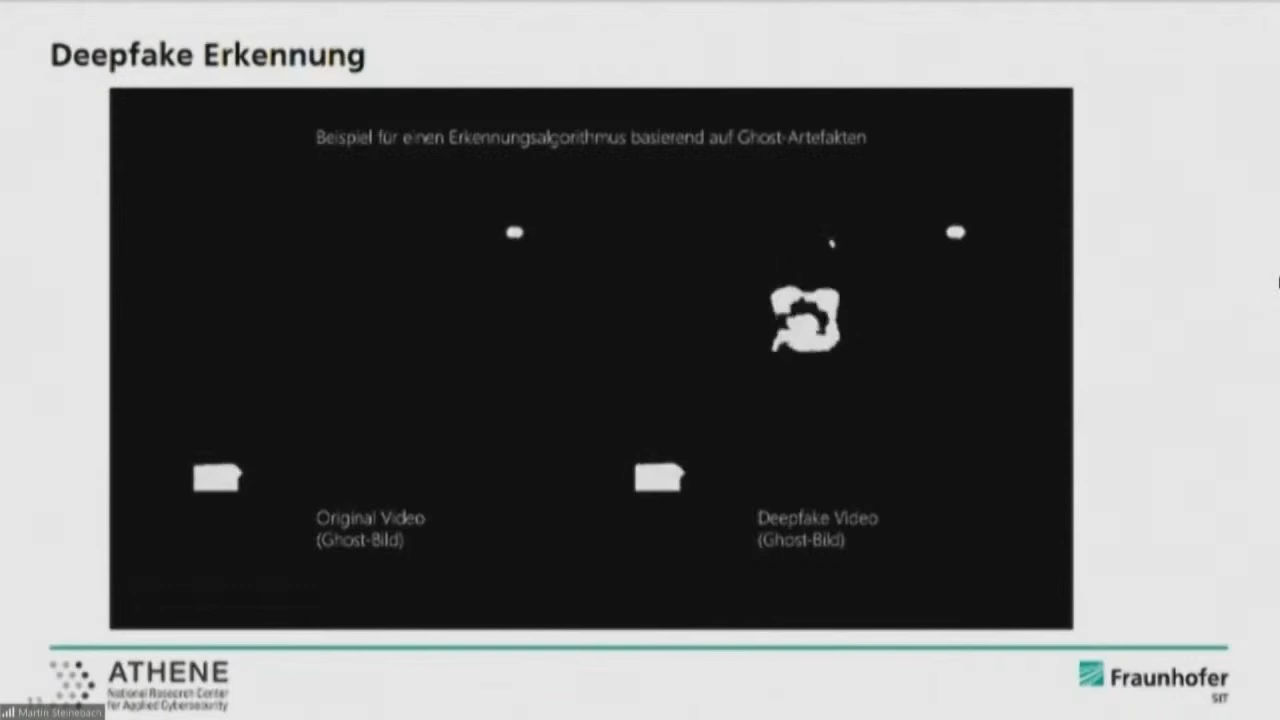 Deepfake Erkennung
Beispiel für einen Erkennungsalgorithmus basierend auf Ghost-Artefakten
Original Video
(Ghost-Bild)
Deepfake Video
(Ghost-Bild)
ATHENE
National Research Center
for Applied Cybersecurity
Fraunhofer
SIT
Martin Steinebach